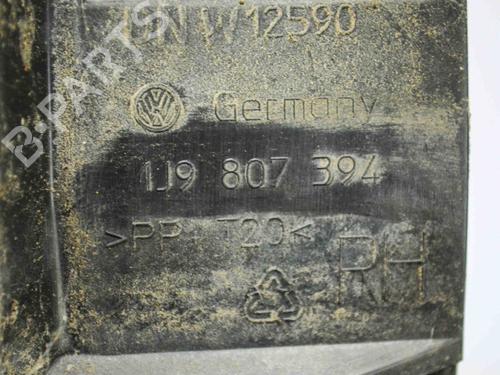 W12590
Germany
1J9 807 394
>PP-T20<
RH
B-PARTS